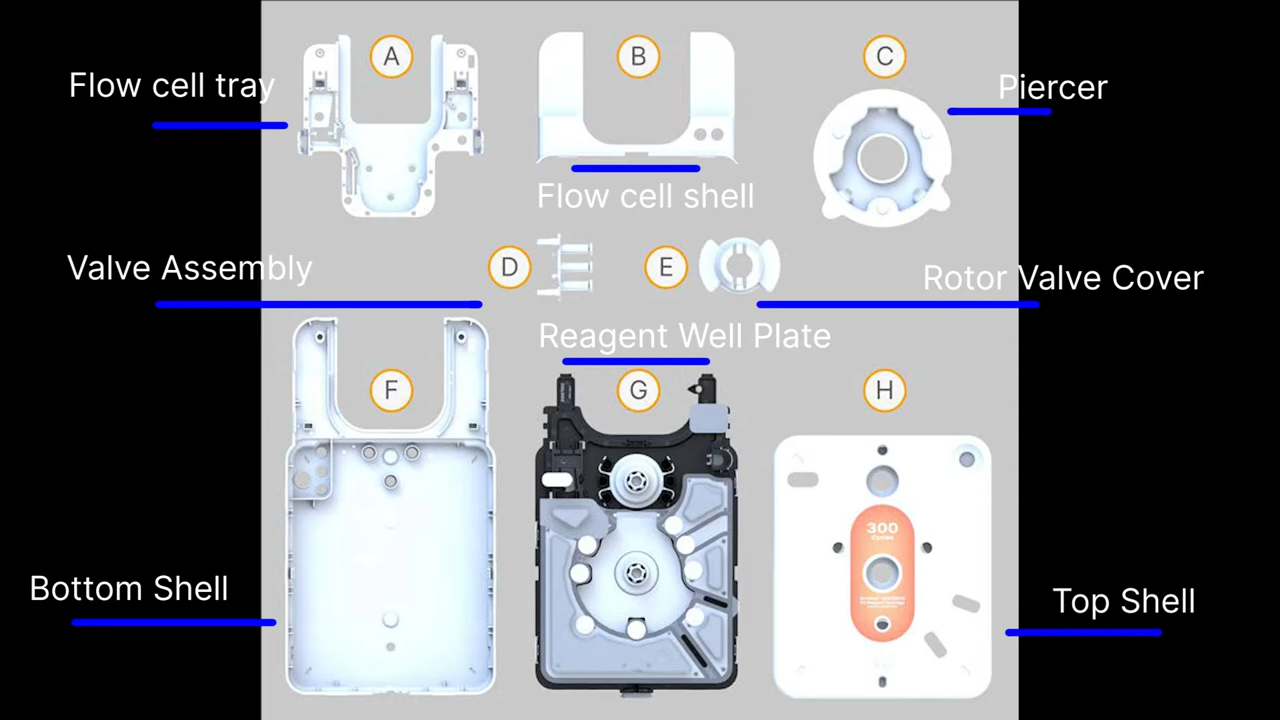 A
B
C
Flow cell tray
Piercer
Flow cell shell
D
E
Valve Assembly
Rotor Valve Cover
Reagent Well Plate
F
G
H
300
Cycles
Bottom Shell
Top Shell